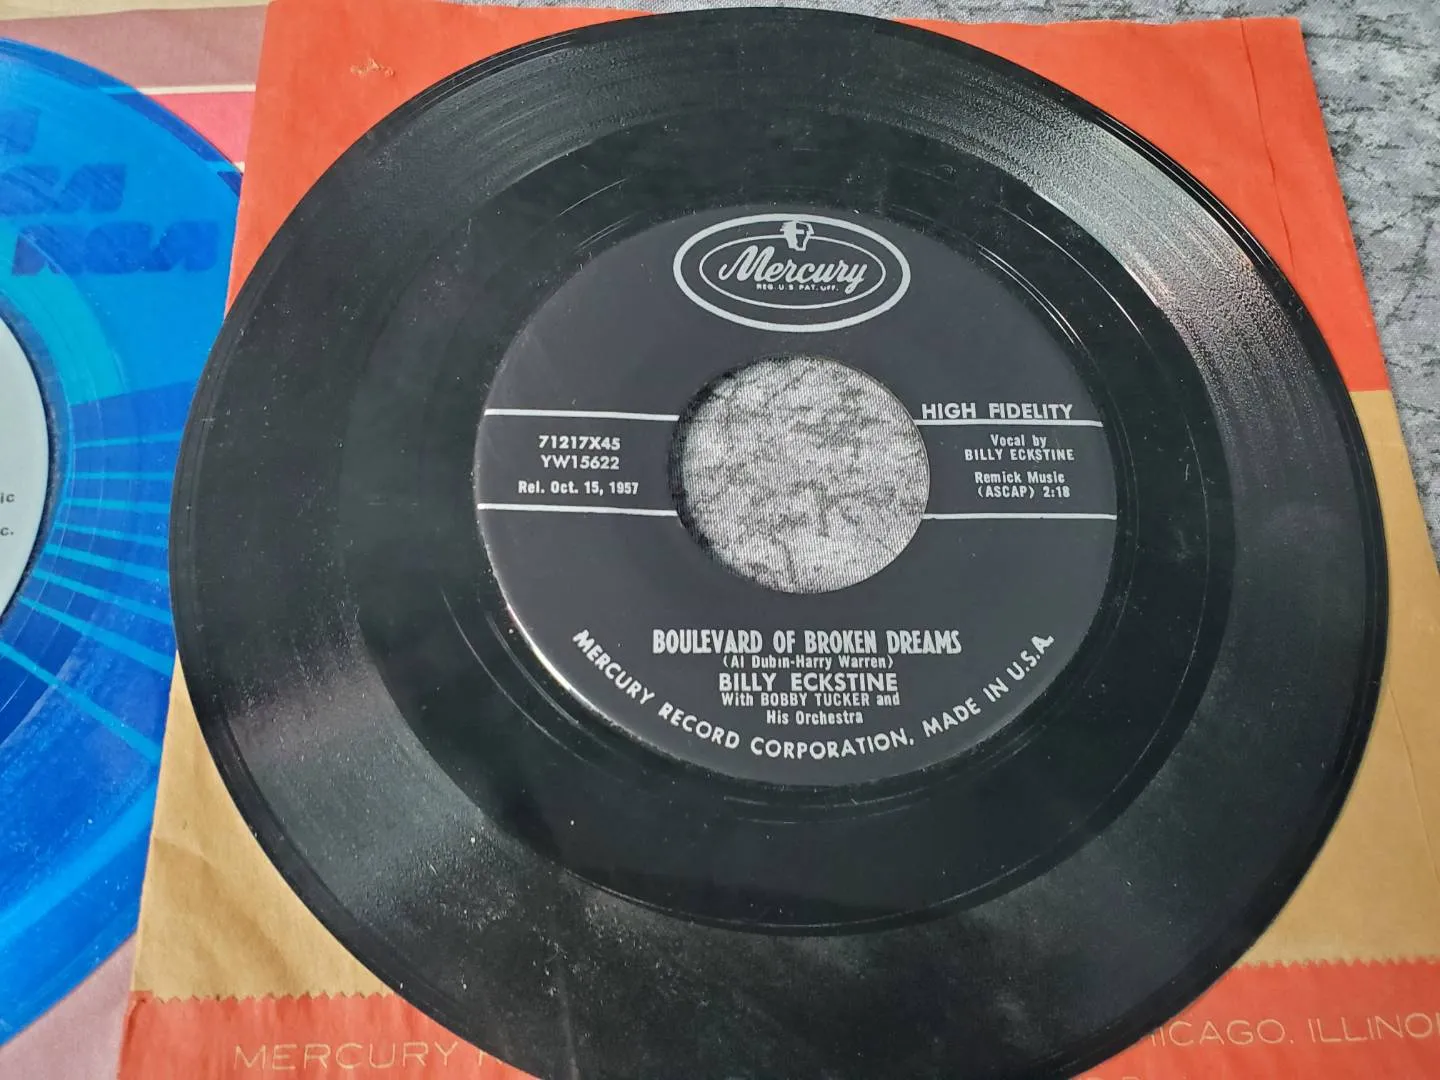 Mercury
REG. U.S. PAT. OFF.
HIGH FIDELITY
71217X45
YW15622
Rel. Oct. 15, 1957
Vocal by
BILLY ECKSTINE
Remick Music
(ASCAP) 2:18
BOULEVARD OF BROKEN DREAMS
(Al Dubin-Harry Warren)
BILLY ECKSTINE
With BOBBY TUCKER and
His Orchestra
MERCURY RECORD CORPORATION, MADE IN U.S.A.
MERCURY
ILLINO